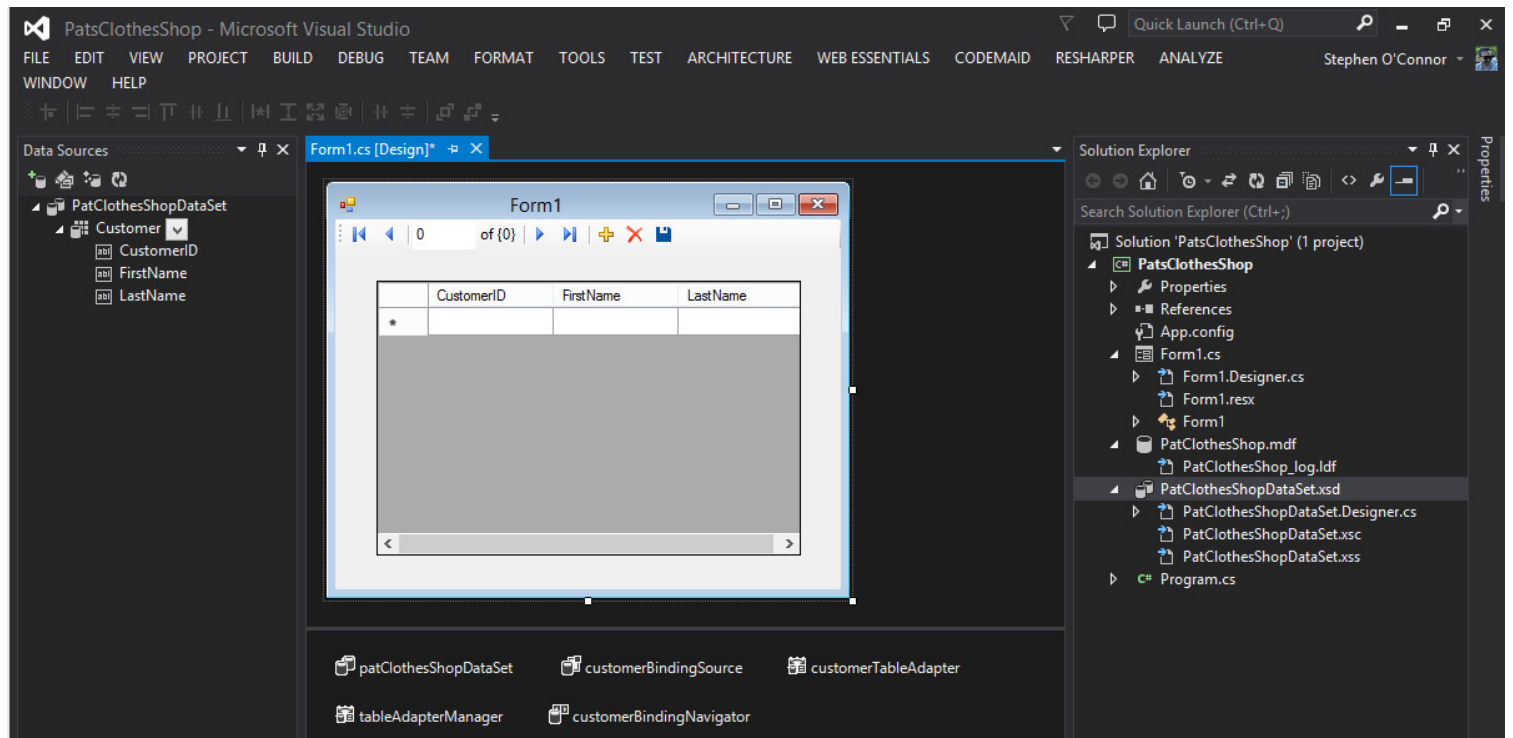 PatsClothesShop - Microsoft Visual Studio
Quick Launch (Ctrl+Q)
FILE EDIT VIEW PROJECT BUILD DEBUG TEAM FORMAT TOOLS TEST ARCHITECTURE WEB ESSENTIALS CODEMAID RESHARPER ANALYZE Stephen O'Connor
WINDOW HELP
Data Sources
PatClothesShopDataSet
Customer
CustomerID
FirstName
LastName
Form1.cs [Design]*
Form1
0 of {0}
CustomerID FirstName LastName
*
patClothesShopDataSet customerBindingSource customerTableAdapter
tableAdapterManager customerBindingNavigator
Solution Explorer
Search Solution Explorer (Ctrl+;)
Solution 'PatsClothesShop' (1 project)
C# PatsClothesShop
Properties
References
App.config
Form1.cs
Form1.Designer.cs
Form1.resx
Form1
PatClothesShop.mdf
PatClothesShop_log.ldf
PatClothesShopDataSet.xsd
PatClothesShopDataSet.Designer.cs
PatClothesShopDataSet.xsc
PatClothesShopDataSet.xss
C# Program.cs
Properties